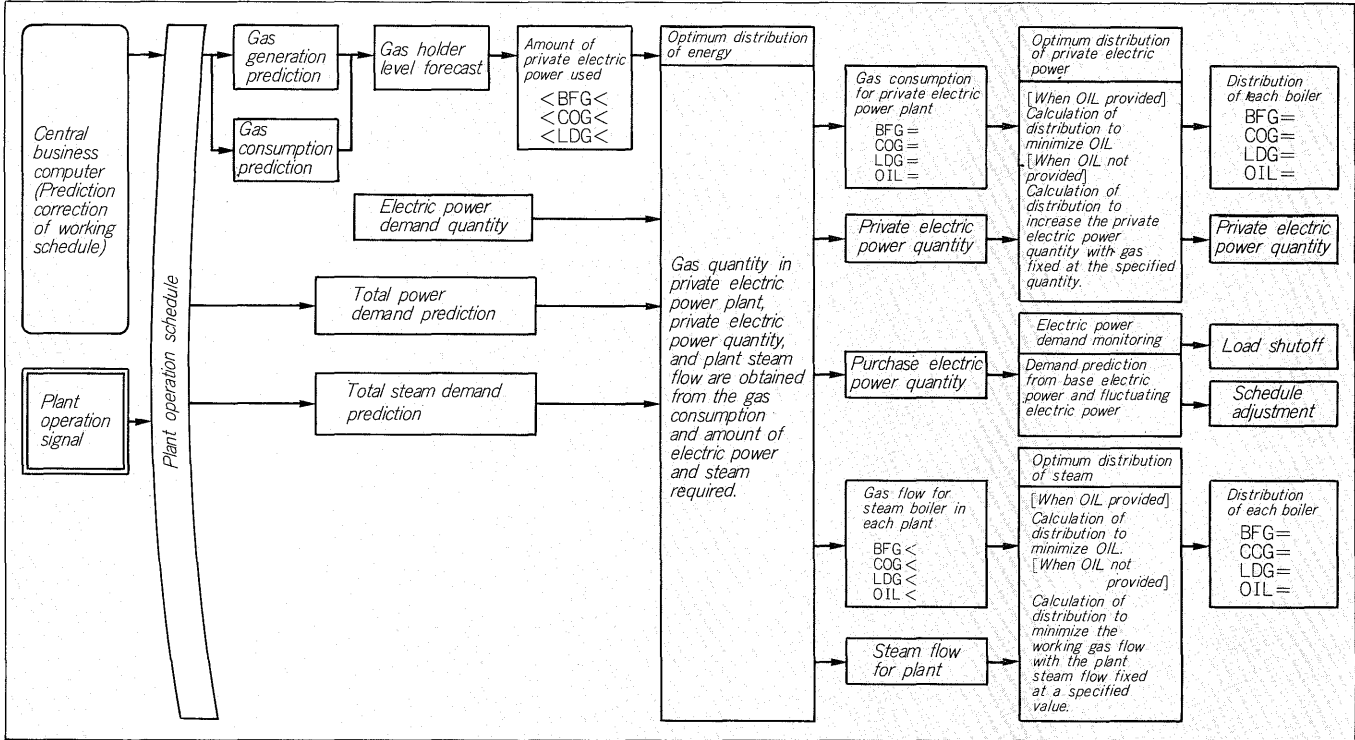 Central
business
computer
(Prediction
correction
of working
schedule)
Plant
operation
signal
Plant operation schedule
Gas
generation
prediction
Gas
consumption
prediction
Gas holder
level forecast
Amount of
private electric
power used
<BFG<
<COG<
<LDG<
Electric power
demand quantity
Total power
demand prediction
Total steam demand
prediction
Optimum distribution
of energy
Gas quantity in
private electric
power plant,
private electric
power quantity,
and plant steam
flow are obtained
from the gas
consumption
and amount of
electric power
and steam
required.
Gas consumption
for private electric
power plant
BFG=
COG=
LDG=
OIL=
Private electric
power quantity
Purchase electric
power quantity
Gas flow for
steam boiler in
each plant
BFG<
COG<
LDG<
OIL<
Steam flow
for plant
Optimum distribution
of private electric
power
[When OIL provided]
Calculation of
distribution to
minimize OIL
[When OIL not
provided]
Calculation of
distribution to
increase the private
electric power
quantity with gas
fixed at the specified
quantity.
Electric power
demand monitoring
Demand prediction
from base electric
power and fluctuating
electric power
Optimum distribution
of steam
[When OIL provided]
Calculation of
distribution to
minimize OIL.
[When OIL not
provided]
Calculation of
distribution to
minimize the
working gas flow
with the plant
steam flow fixed
at a specified
value.
Distribution
of each boiler
BFG=
COG=
LDG=
OIL=
Private electric
power quantity
Load shutoff
Schedule
adjustment
Distribution
of each boiler
BFG=
CCG=
LDG=
OIL=